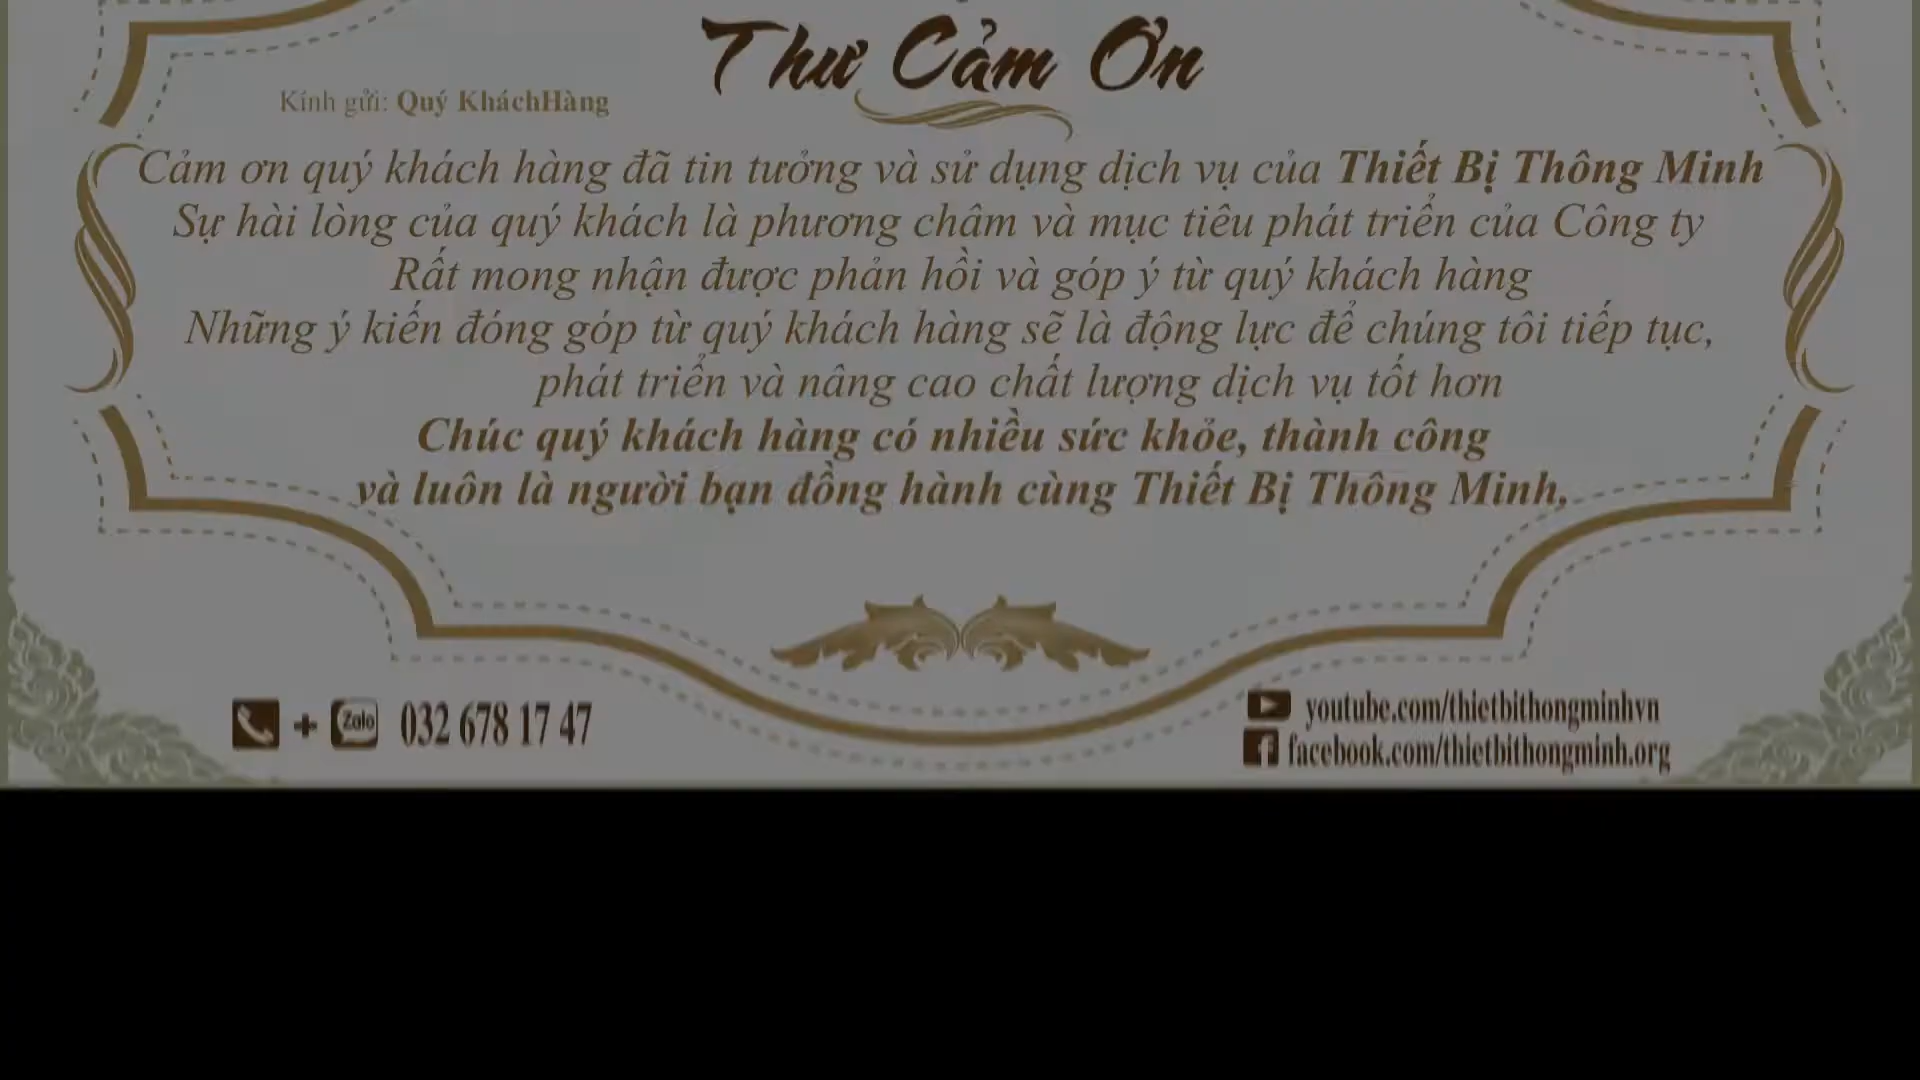 Thư Cảm Ơn
Kính gửi: Quý KháchHàng
Cảm ơn quý khách hàng đã tin tưởng và sử dụng dịch vụ của Thiết Bị Thông Minh
Sự hài lòng của quý khách là phương châm và mục tiêu phát triển của Công ty
Rất mong nhận được phản hồi và góp ý từ quý khách hàng
Những ý kiến đóng góp từ quý khách hàng sẽ là động lực để chúng tôi tiếp tục,
phát triển và nâng cao chất lượng dịch vụ tốt hơn
Chúc quý khách hàng có nhiều sức khỏe, thành công
và luôn là người bạn đồng hành cùng Thiết Bị Thông Minh,
+ Zalo 032 678 17 47
youtube.com/thietbithongminhvn
facebook.com/thietbithongminh.org